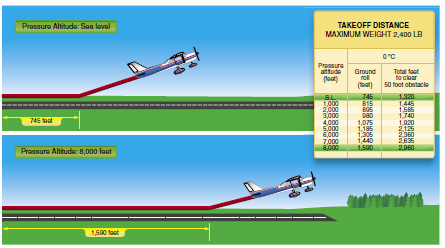 Pressure Altitude: Sea level
745 feet
Pressure Altitude: 8,000 feet
1,590 feet
TAKEOFF DISTANCE
MAXIMUM WEIGHT 2,400 LB
0°C
Pressure altitude (feet)
Ground roll (feet)
Total feet to clear 50 foot obstacle
S.L. 745 1,320
1,000 815 1,445
2,000 895 1,585
3,000 980 1,740
4,000 1,075 1,920
5,000 1,185 2,125
6,000 1,305 2,360
7,000 1,440 2,635
8,000 1,590 2,960